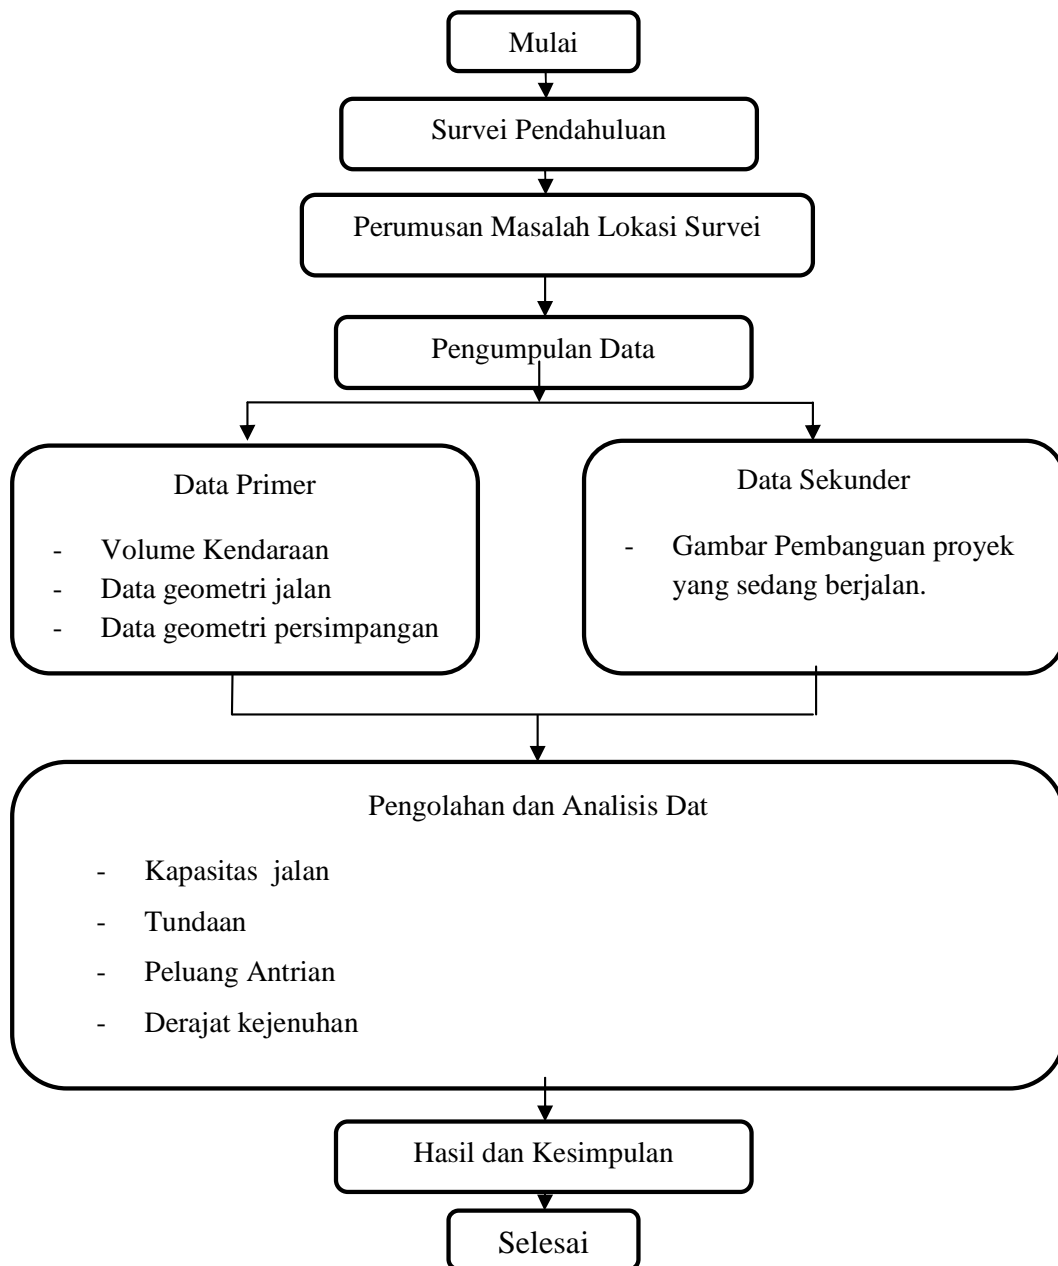 Mulai
Survei Pendahuluan
Perumusan Masalah Lokasi Survei
Pengumpulan Data
Data Primer
- Volume Kendaraan
- Data geometri jalan
- Data geometri persimpangan
Data Sekunder
- Gambar Pembanguan proyek
yang sedang berjalan.
Pengolahan dan Analisis Dat
- Kapasitas jalan
- Tundaan
- Peluang Antrian
- Derajat kejenuhan
Hasil dan Kesimpulan
Selesai